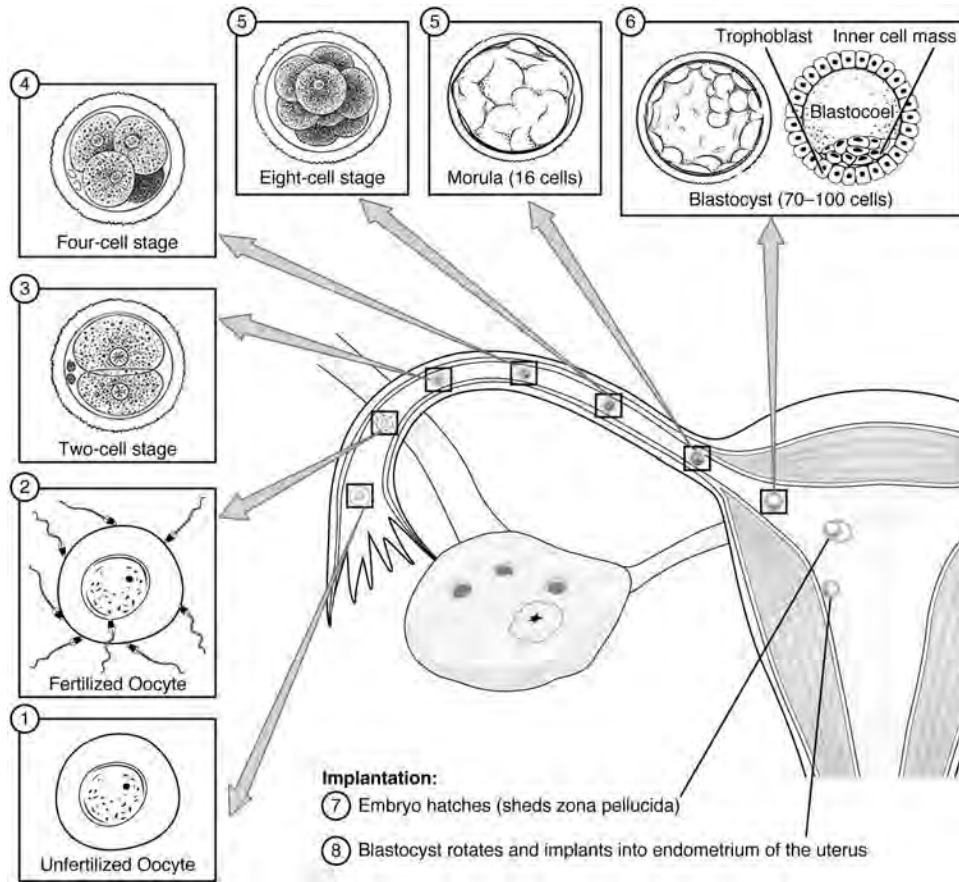 5
Eight-cell stage
5
Morula (16 cells)
6
Trophoblast
Inner cell mass
Blastocoel
Blastocyst (70–100 cells)
4
Four-cell stage
3
Two-cell stage
2
Fertilized Oocyte
1
Unfertilized Oocyte
Implantation:
7 Embryo hatches (sheds zona pellucida)
8 Blastocyst rotates and implants into endometrium of the uterus